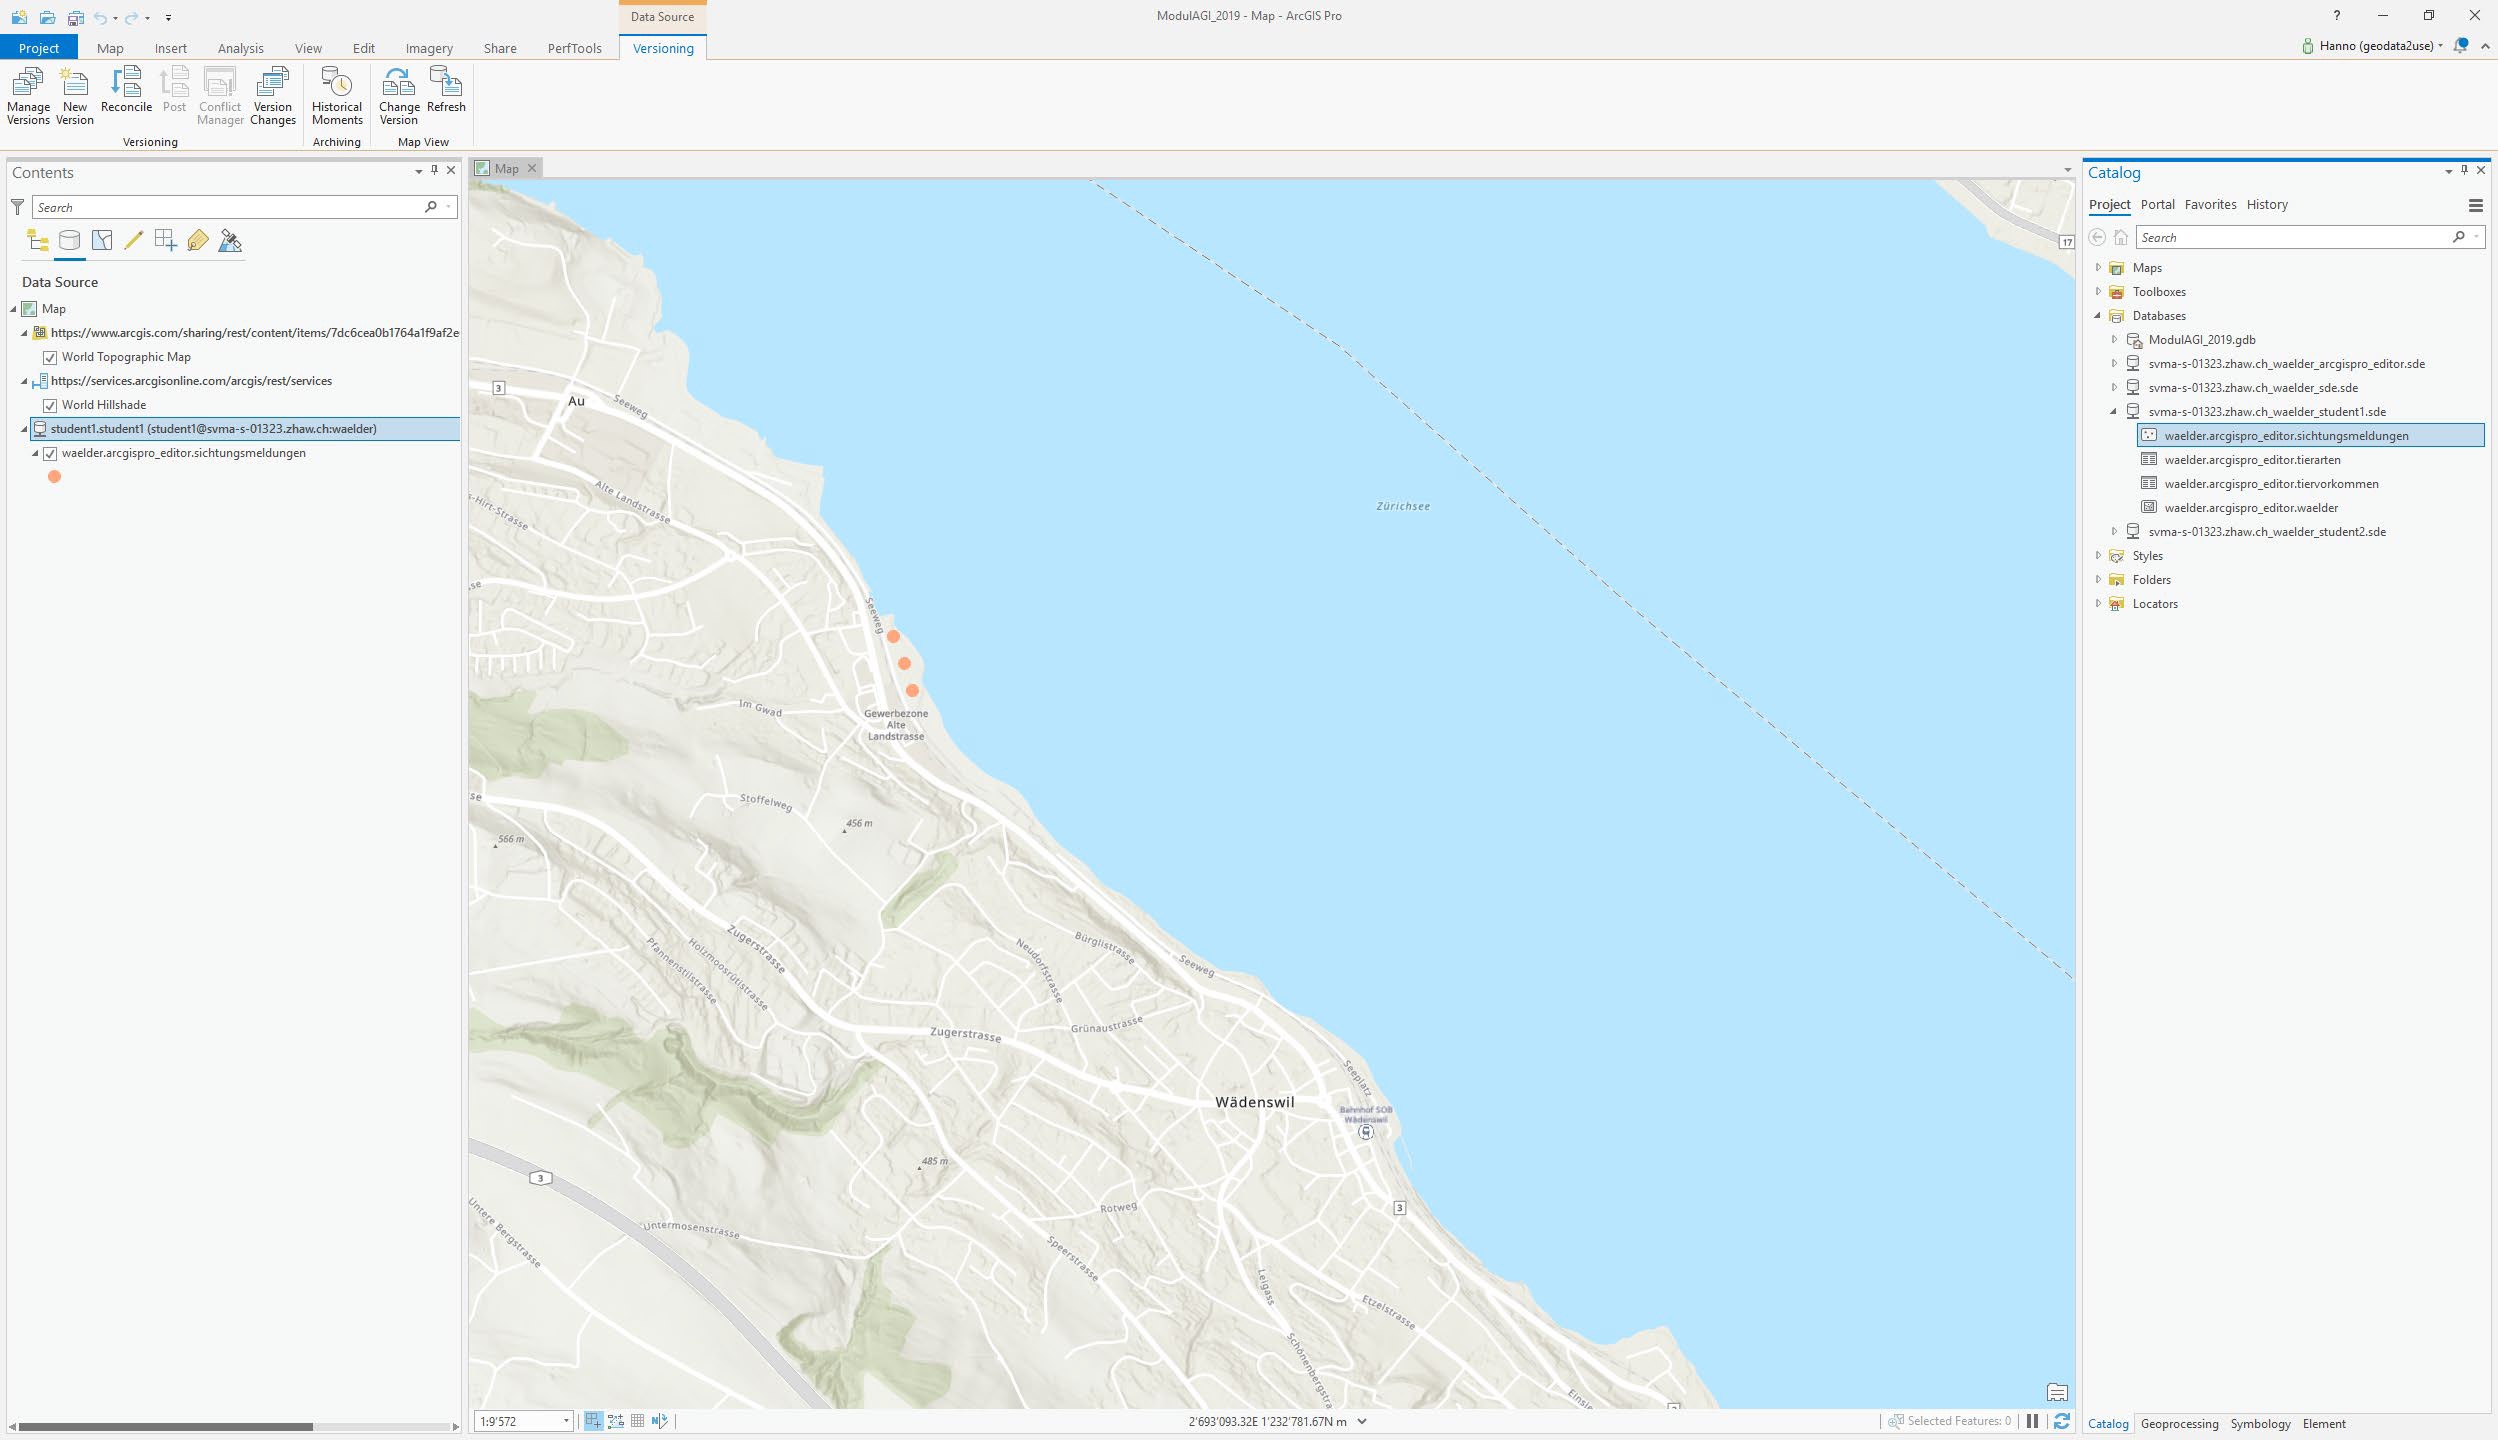 Data Source
ModulAGI_2019 - Map - ArcGIS Pro
?
Project
Map
Insert
Analysis
View
Edit
Imagery
Share
PerfTools
Versioning
Hanno (geodata2use)
Manage Versions
New Version
Reconcile
Post
Conflict Manager
Version Changes
Historical Moments
Change Version
Refresh
Versioning
Archiving
Map View
Contents
Search
Data Source
Map
https://www.arcgis.com/sharing/rest/content/items/7dc6cea0b1764a1f9af2e
World Topographic Map
https://services.arcgisonline.com/arcgis/rest/services
World Hillshade
student1.student1 (student1@svma-s-01323.zhaw.ch:waelder)
waelder.arcgispro_editor.sichtungsmeldungen
Map
17
3
Au
Seeweg
Alte Landstrasse
s-Hirt-Strasse
Zürichsee
se
Seeweg
Im Gwad
Gewerbezone
Alte
Landstrasse
se
Stoffelweg
456 m
566 m
Zugerstrasse
Holzmoosrütistrasse
Pfannenstilstrasse
Neudorfstrasse
Bürglistrasse
Seeweg
Zugerstrasse
Grünaustrasse
Seeplatz
Wädenswil
Bahnhof SOB
Wädenswil
485 m
3
3
Untere Bergstrasse
Untermosenstrasse
Rotweg
Speerstrasse
Leigass
Etzelstrasse
Schönenbergstra
Einsie
3
1:9'572
2'693'093.32E 1'232'781.67N m
Selected Features: 0
Catalog
Project
Portal
Favorites
History
Search
Maps
Toolboxes
Databases
ModulAGI_2019.gdb
svma-s-01323.zhaw.ch_waelder_arcgispro_editor.sde
svma-s-01323.zhaw.ch_waelder_sde.sde
svma-s-01323.zhaw.ch_waelder_student1.sde
waelder.arcgispro_editor.sichtungsmeldungen
waelder.arcgispro_editor.tierarten
waelder.arcgispro_editor.tiervorkommen
waelder.arcgispro_editor.waelder
svma-s-01323.zhaw.ch_waelder_student2.sde
Styles
Folders
Locators
Catalog
Geoprocessing
Symbology
Element